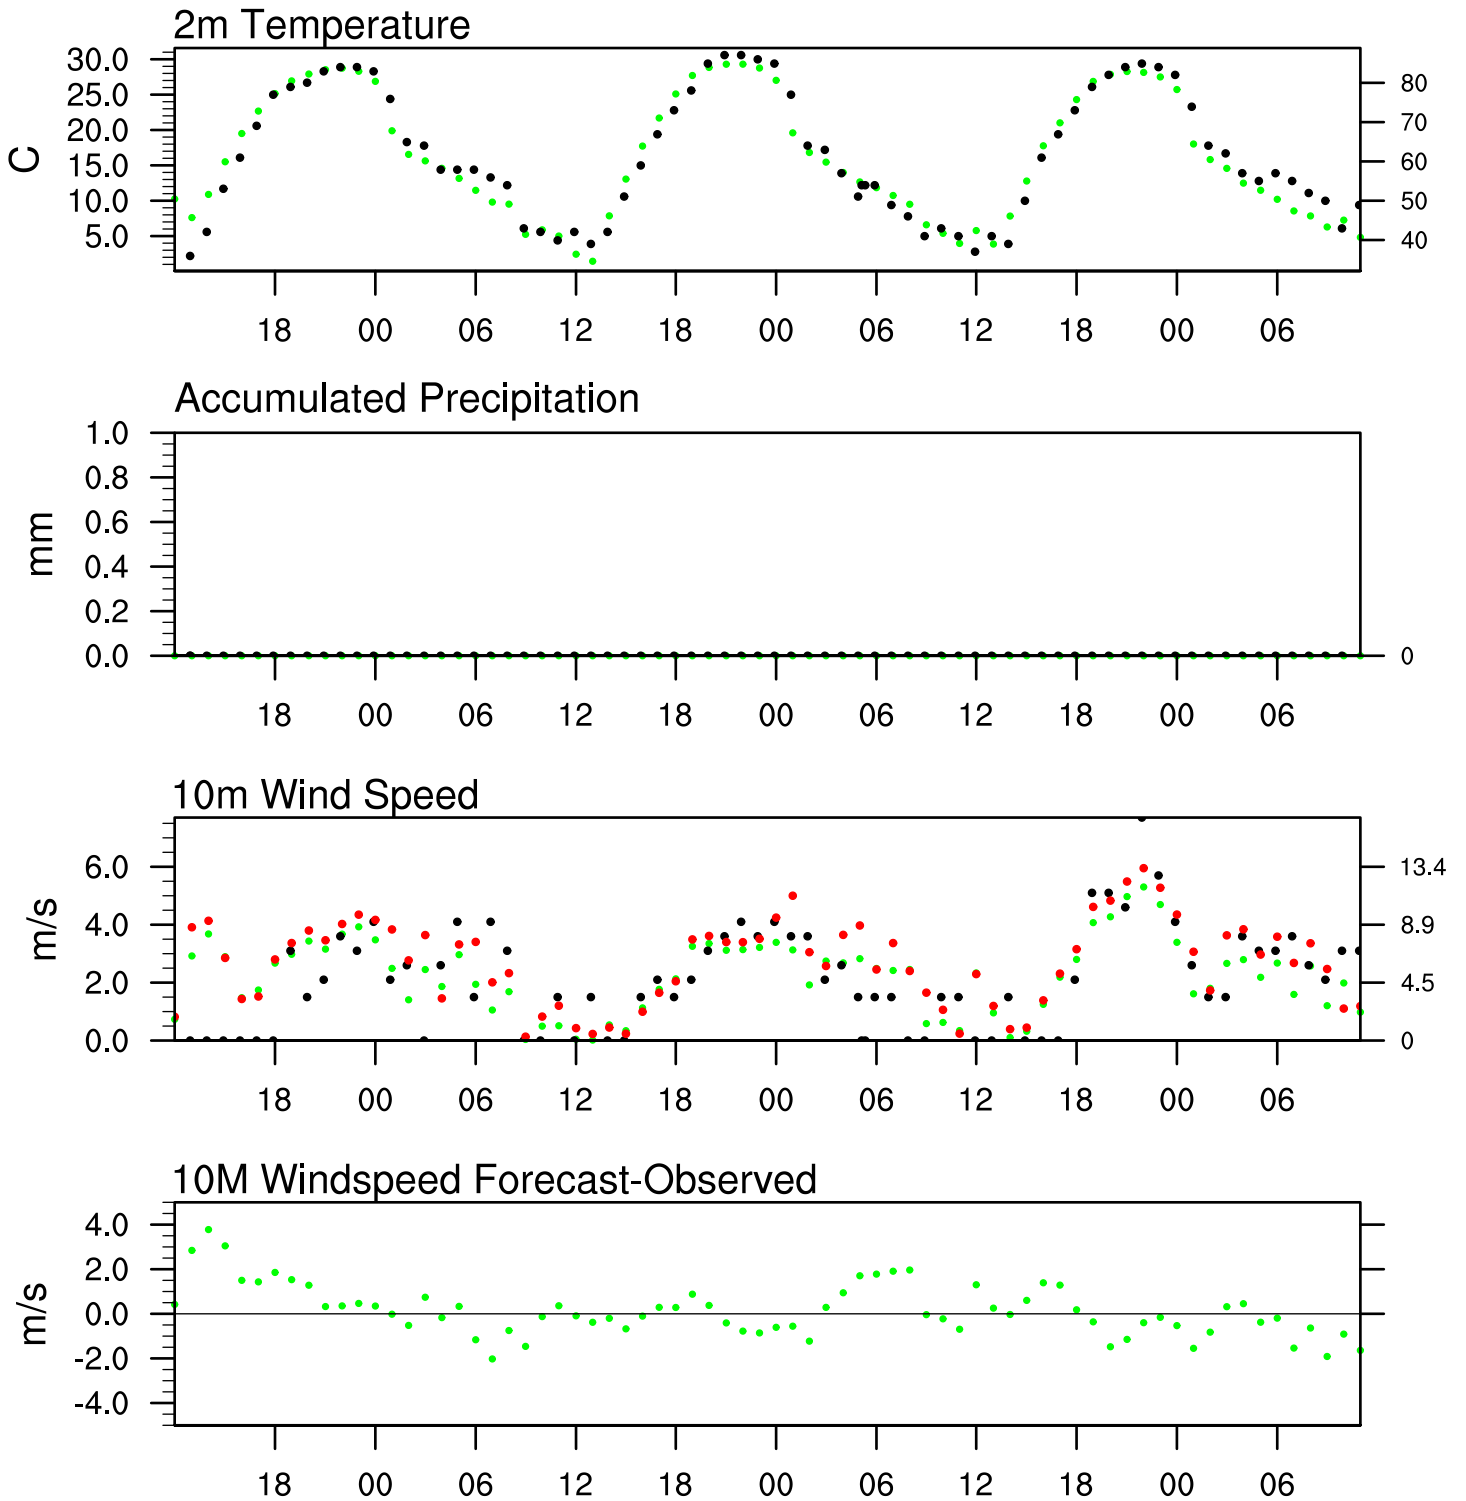 2m Temperature
30.0
25.0
20.0
15.0
10.0
5.0
C
80
70
60
50
40
18 00 06 12 18 00 06 12 18 00 06
Accumulated Precipitation
1.0
0.8
0.6
0.4
0.2
0.0
mm
0
18 00 06 12 18 00 06 12 18 00 06
10m Wind Speed
6.0
4.0
2.0
0.0
m/s
13.4
8.9
4.5
0
18 00 06 12 18 00 06 12 18 00 06
10M Windspeed Forecast-Observed
4.0
2.0
0.0
-2.0
-4.0
m/s
18 00 06 12 18 00 06 12 18 00 06